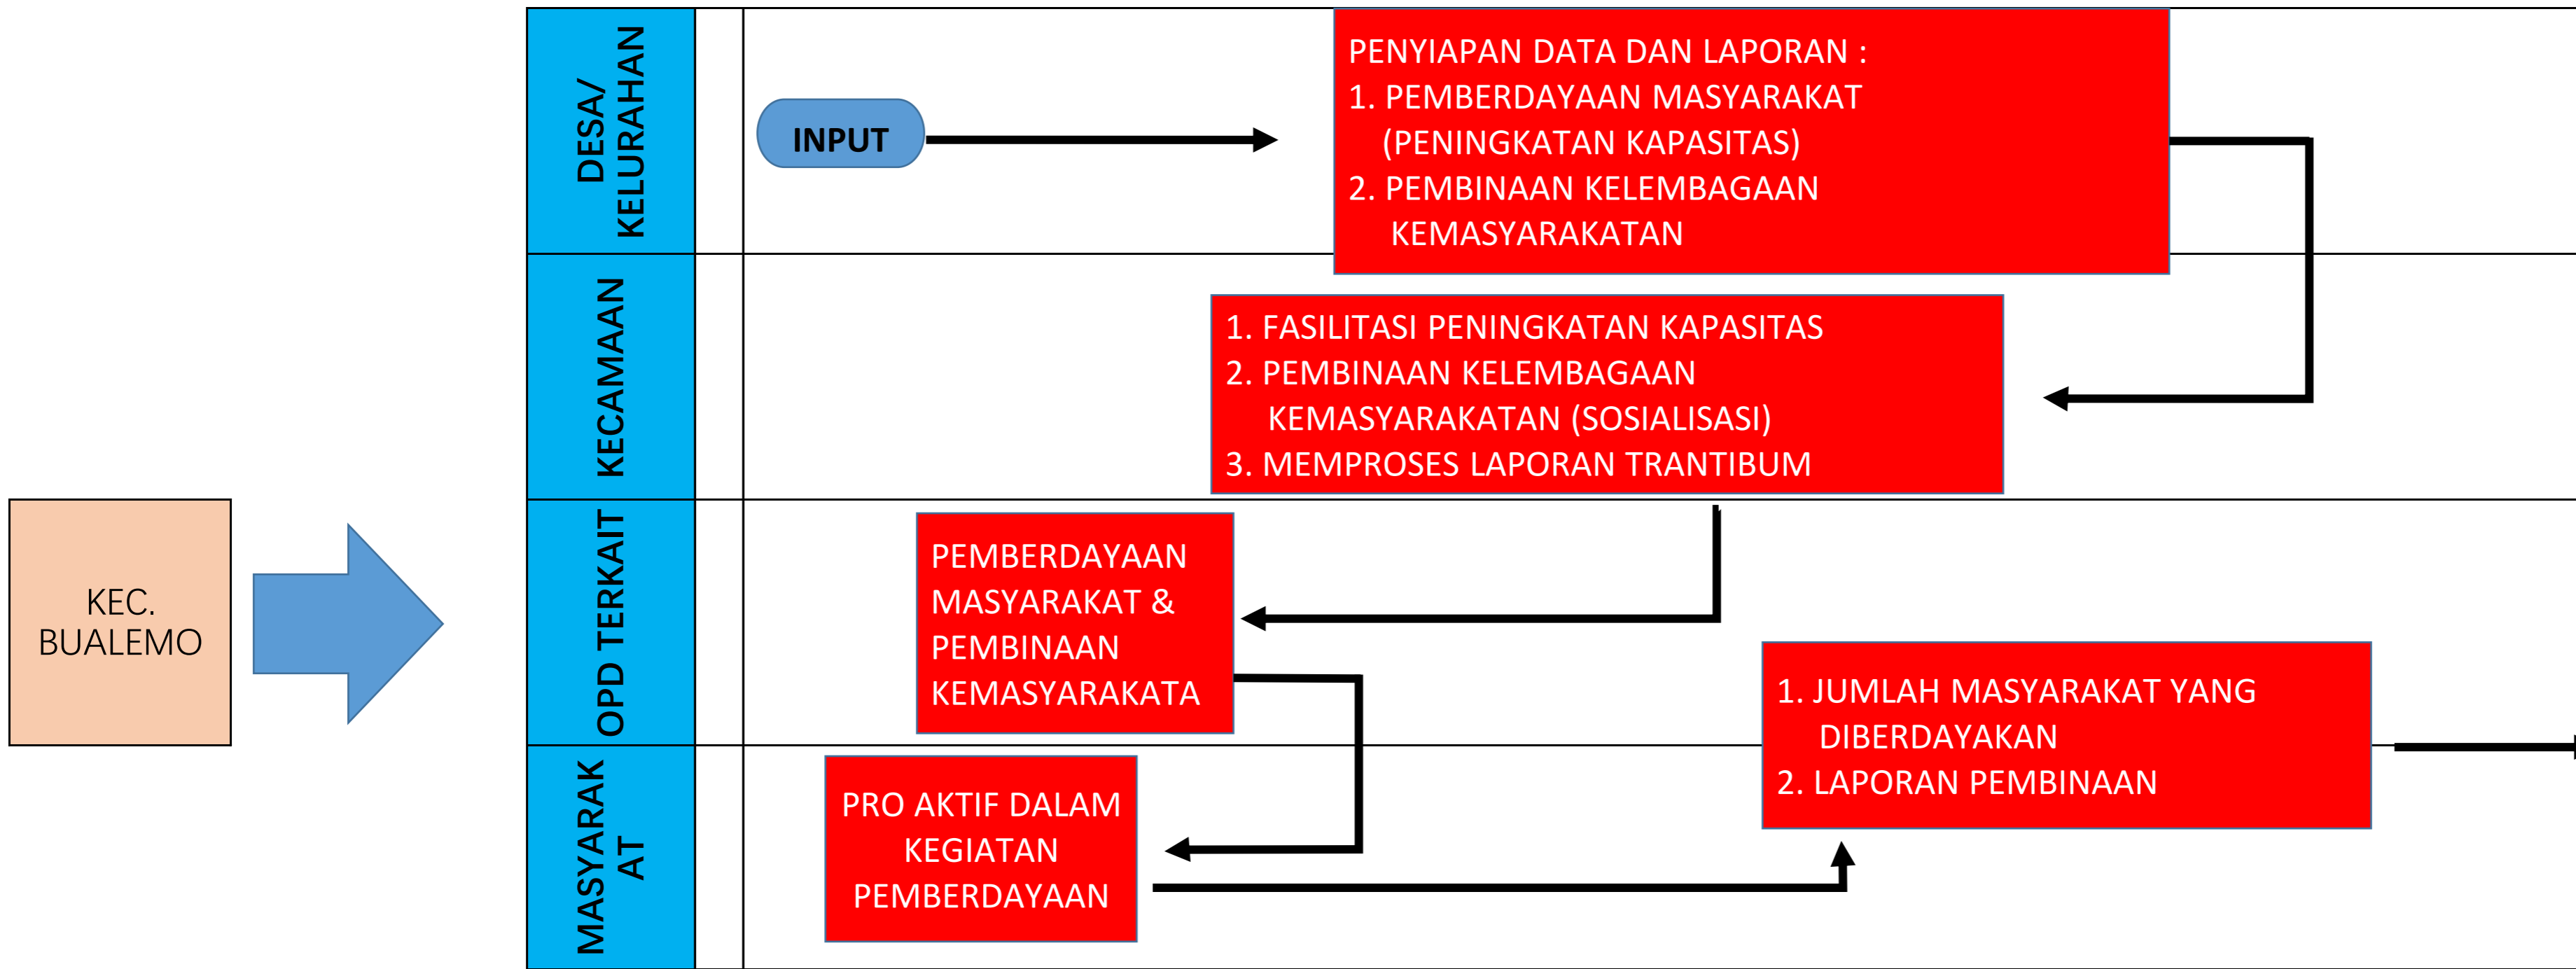 DESA/
KELURAHAN
INPUT
PENYIAPAN DATA DAN LAPORAN :
1. PEMBERDAYAAN MASYARAKAT
(PENINGKATAN KAPASITAS)
2. PEMBINAAN KELEMBAGAAN
KEMASYARAKATAN
KECAMAAN
1. FASILITASI PENINGKATAN KAPASITAS
2. PEMBINAAN KELEMBAGAAN
KEMASYARAKATAN (SOSIALISASI)
3. MEMPROSES LAPORAN TRANTIBUM
KEC.
BUALEMO
OPD TERKAIT
PEMBERDAYAAN
MASYARAKAT &
PEMBINAAN
KEMASYARAKATA
1. JUMLAH MASYARAKAT YANG
DIBERDAYAKAN
2. LAPORAN PEMBINAAN
MASYARAK
AT
PRO AKTIF DALAM
KEGIATAN
PEMBERDAYAAN